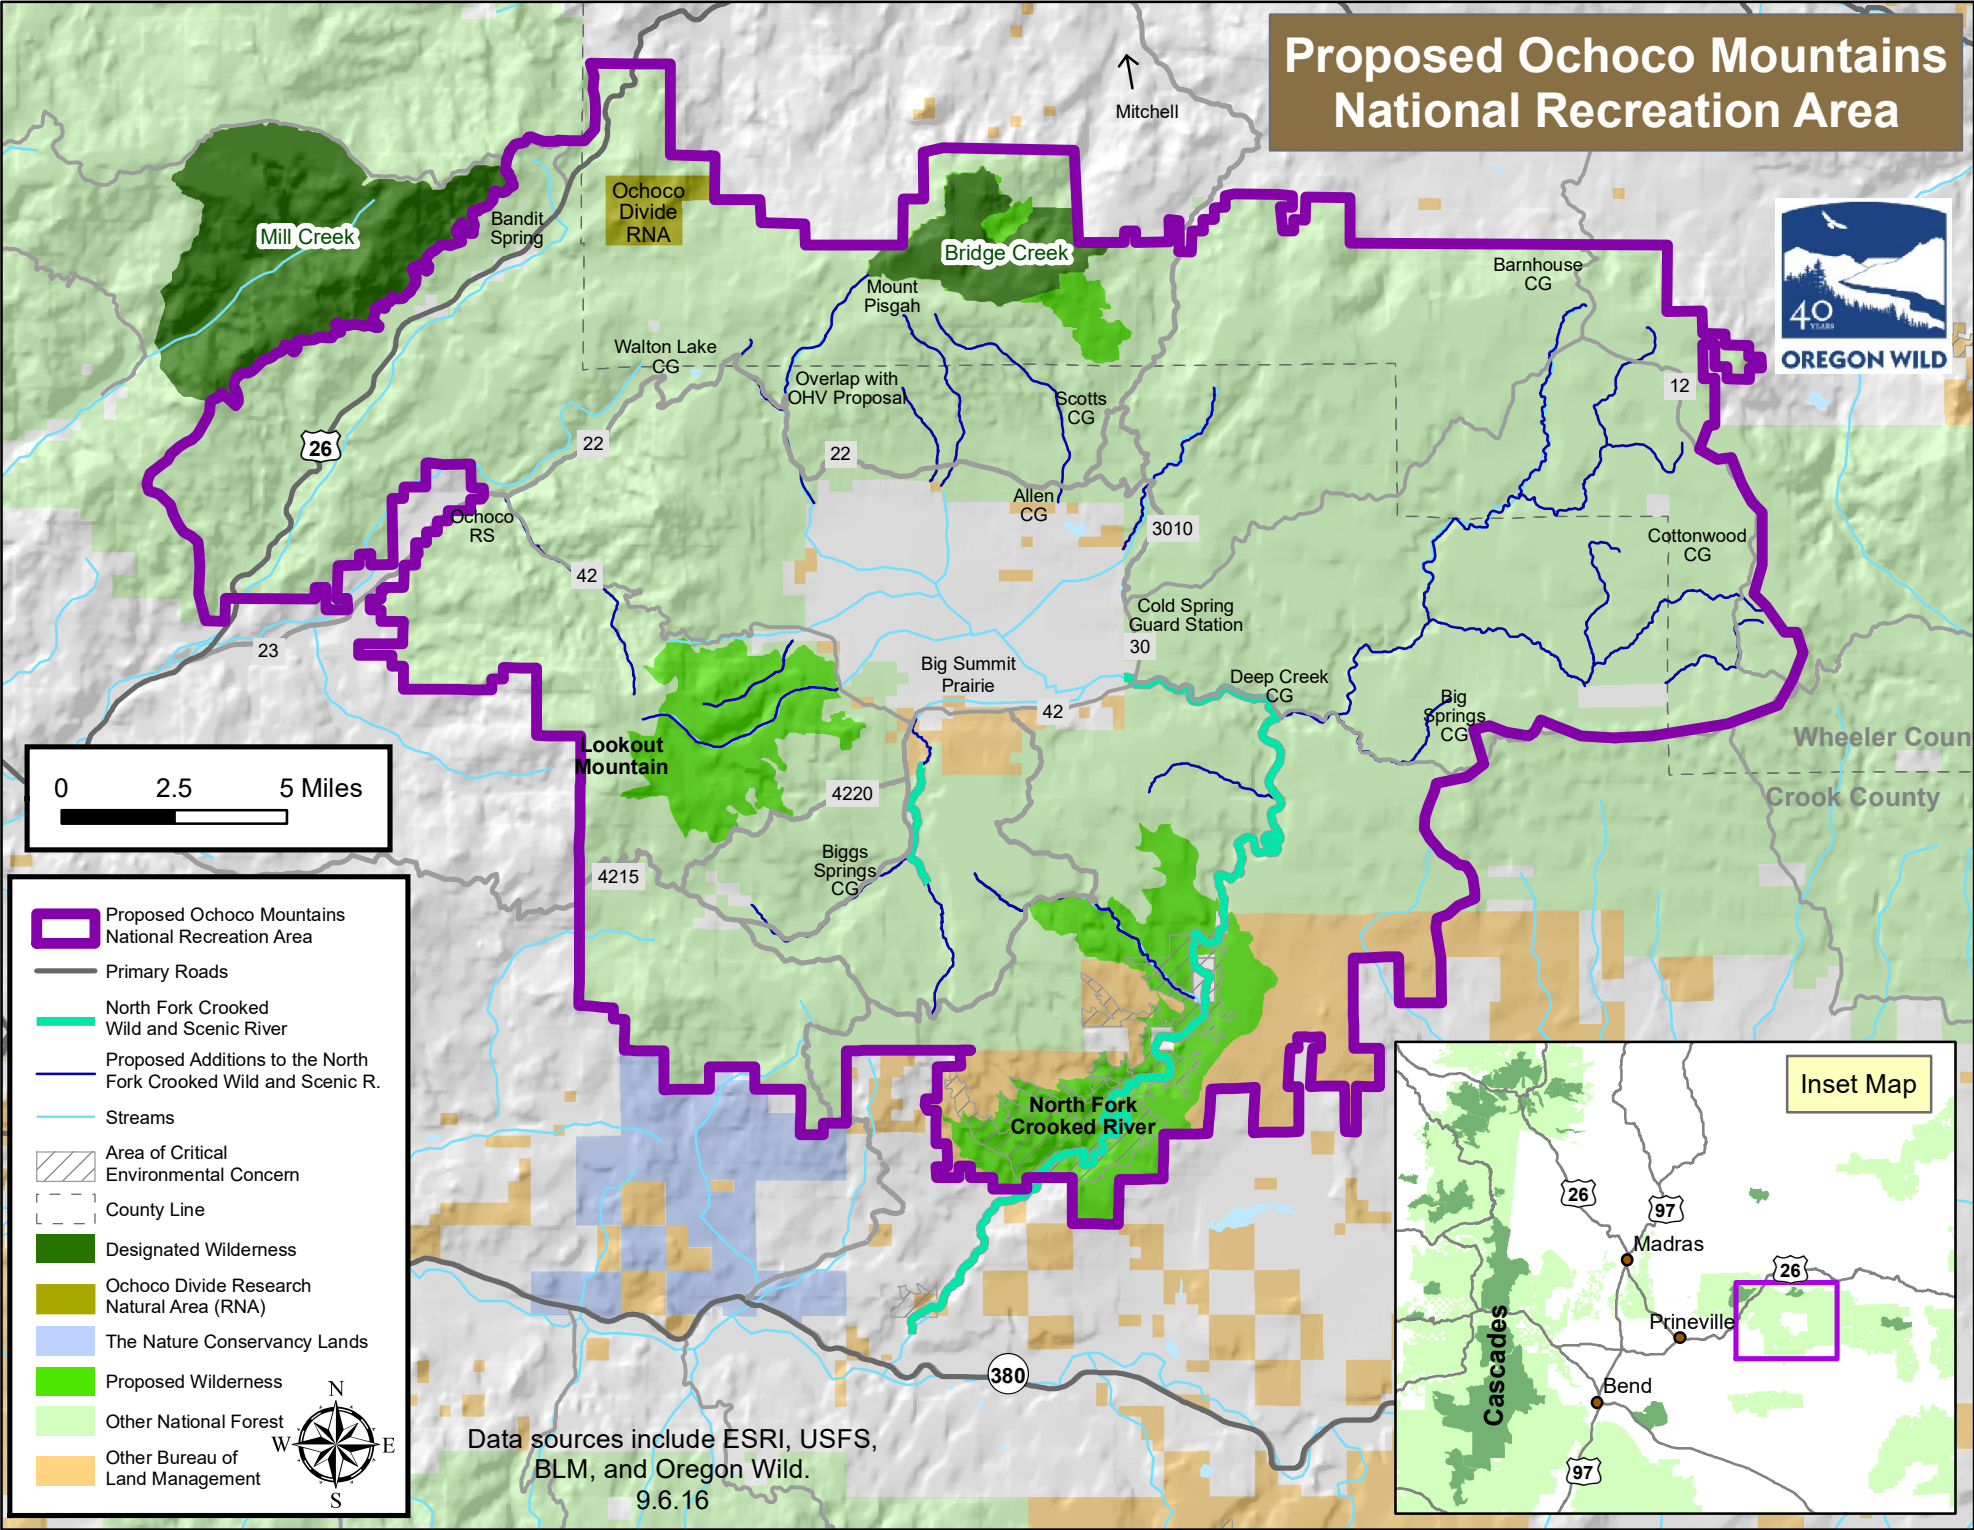 Proposed Ochoco Mountains
National Recreation Area
Mitchell
Ochoco
Divide
RNA
Bandit
Spring
Mill Creek
Bridge Creek
Mount
Pisgah
Barnhouse
CG
40
YEARS
OREGON WILD
Walton Lake
CG
Overlap with
OHV Proposal
Scotts
CG
12
26
22
22
Allen
CG
Ochoco
RS
3010
Cottonwood
CG
42
Cold Spring
Guard Station
30
23
Big Summit
Prairie
Deep Creek
CG
Big
Springs
CG
42
Lookout
Mountain
Wheeler Coun
Crook County
0 2.5 5 Miles
4220
4215
Biggs
Springs
CG
North Fork
Crooked River
380
Proposed Ochoco Mountains
National Recreation Area
Primary Roads
North Fork Crooked
Wild and Scenic River
Proposed Additions to the North
Fork Crooked Wild and Scenic R.
Streams
Area of Critical
Environmental Concern
County Line
Designated Wilderness
Ochoco Divide Research
Natural Area (RNA)
The Nature Conservancy Lands
Proposed Wilderness
Other National Forest
Other Bureau of
Land Management
N
W E
S
Data sources include ESRI, USFS,
BLM, and Oregon Wild.
9.6.16
Inset Map
26
97
Madras
26
Prineville
Cascades
Bend
97